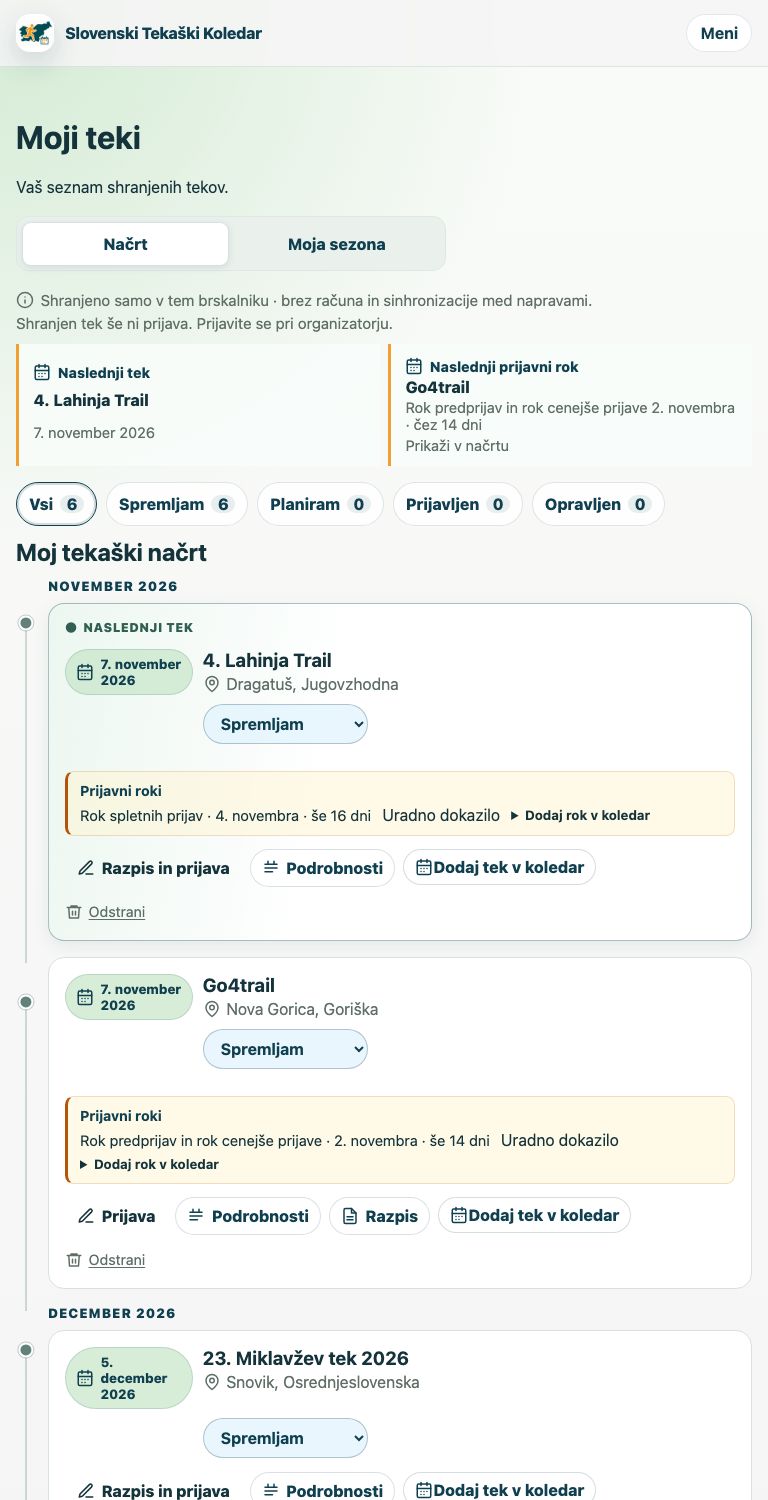 Slovenski Tekaški Koledar
Meni
Moji teki
Vaš seznam shranjenih tekov.
Načrt
Moja sezona
Shranjeno samo v tem brskalniku · brez računa in sinhronizacije med napravami.
Shranjen tek še ni prijava. Prijavite se pri organizatorju.
Naslednji tek
4. Lahinja Trail
7. november 2026
Naslednji prijavni rok
Go4trail
Rok predprijav in rok cenejše prijave 2. novembra
· čez 14 dni
Prikaži v načrtu
Vsi 6
Spremljam 6
Planiram 0
Prijavljen 0
Opravljen 0
Moj tekaški načrt
NOVEMBER 2026
NASLEDNJI TEK
7. november
2026
4. Lahinja Trail
Dragatuš, Jugovzhodna
Spremljam
Prijavni roki
Rok spletnih prijav · 4. novembra · še 16 dni Uradno dokazilo ▶ Dodaj rok v koledar
Razpis in prijava
Podrobnosti
Dodaj tek v koledar
Odstrani
7. november
2026
Go4trail
Nova Gorica, Goriška
Spremljam
Prijavni roki
Rok predprijav in rok cenejše prijave · 2. novembra · še 14 dni Uradno dokazilo
▶ Dodaj rok v koledar
Prijava
Podrobnosti
Razpis
Dodaj tek v koledar
Odstrani
DECEMBER 2026
5.
december
2026
23. Miklavžev tek 2026
Snovik, Osrednjeslovenska
Spremljam
Razpis in prijava
Podrobnosti
Dodaj tek v koledar